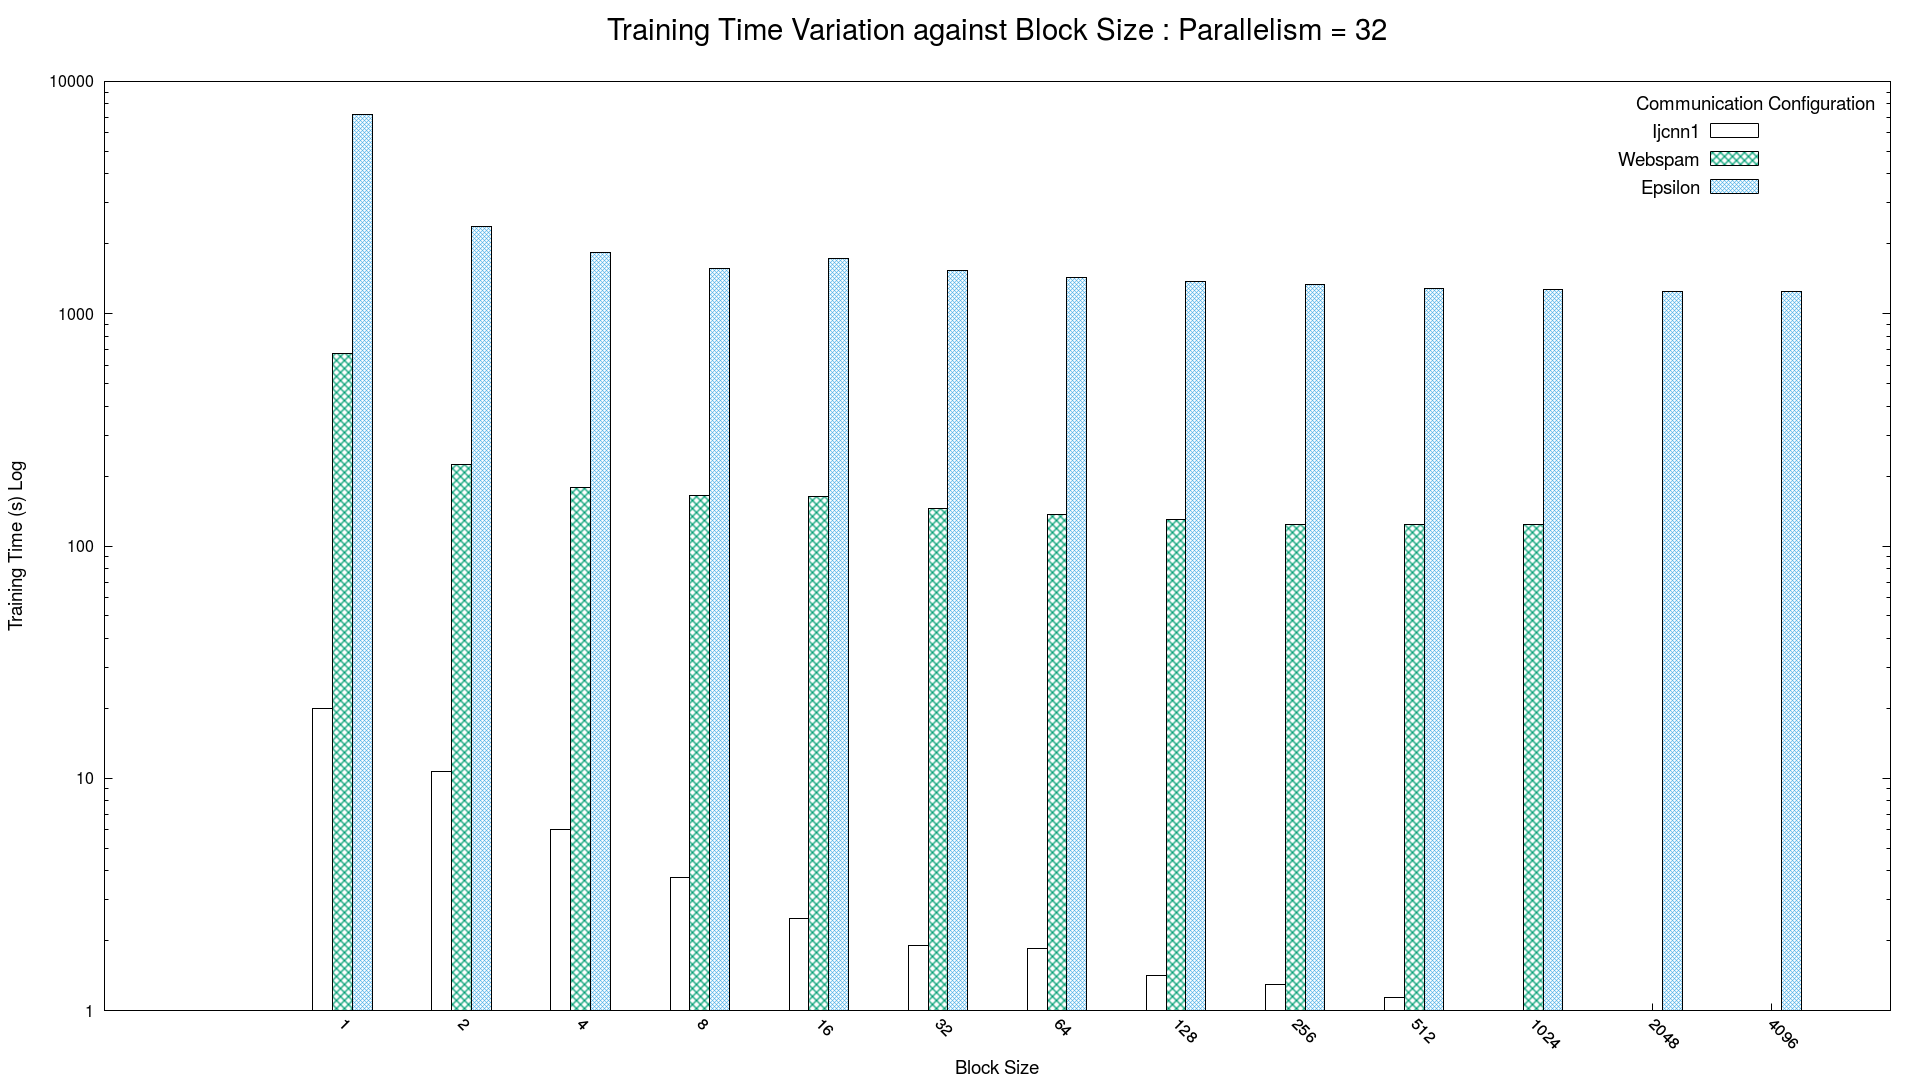 Training Time Variation against Block Size : Parallelism = 32
10000
1000
100
10
1
Training Time (s) Log
Communication Configuration
Ijcnn1
Webspam
Epsilon
1
2
4
8
16
32
64
128
256
512
1024
2048
4096
Block Size